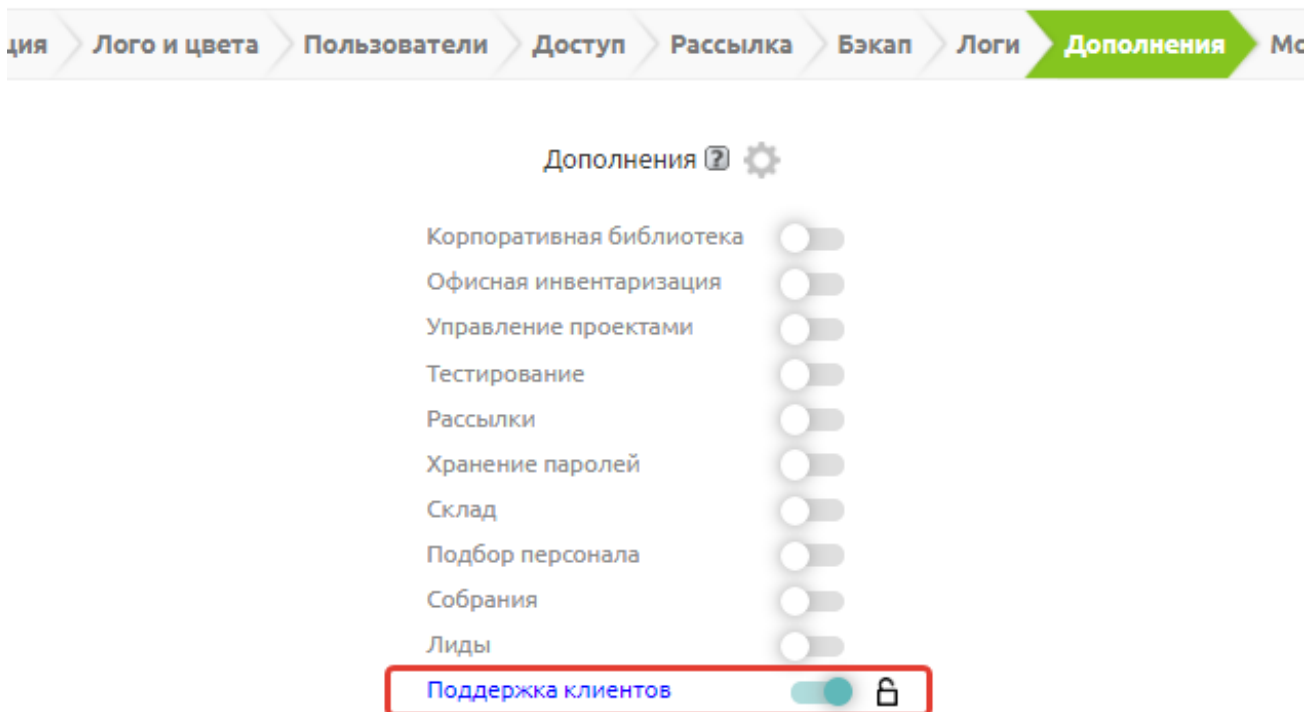 Лого и цвета Пользователи Доступ Рассылка Бэкап Логи Дополнения
Дополнения ?
Корпоративная библиотека
Офисная инвентаризация
Управление проектами
Тестирование
Рассылки
Хранение паролей
Склад
Подбор персонала
Собрания
Лиды
Поддержка клиентов